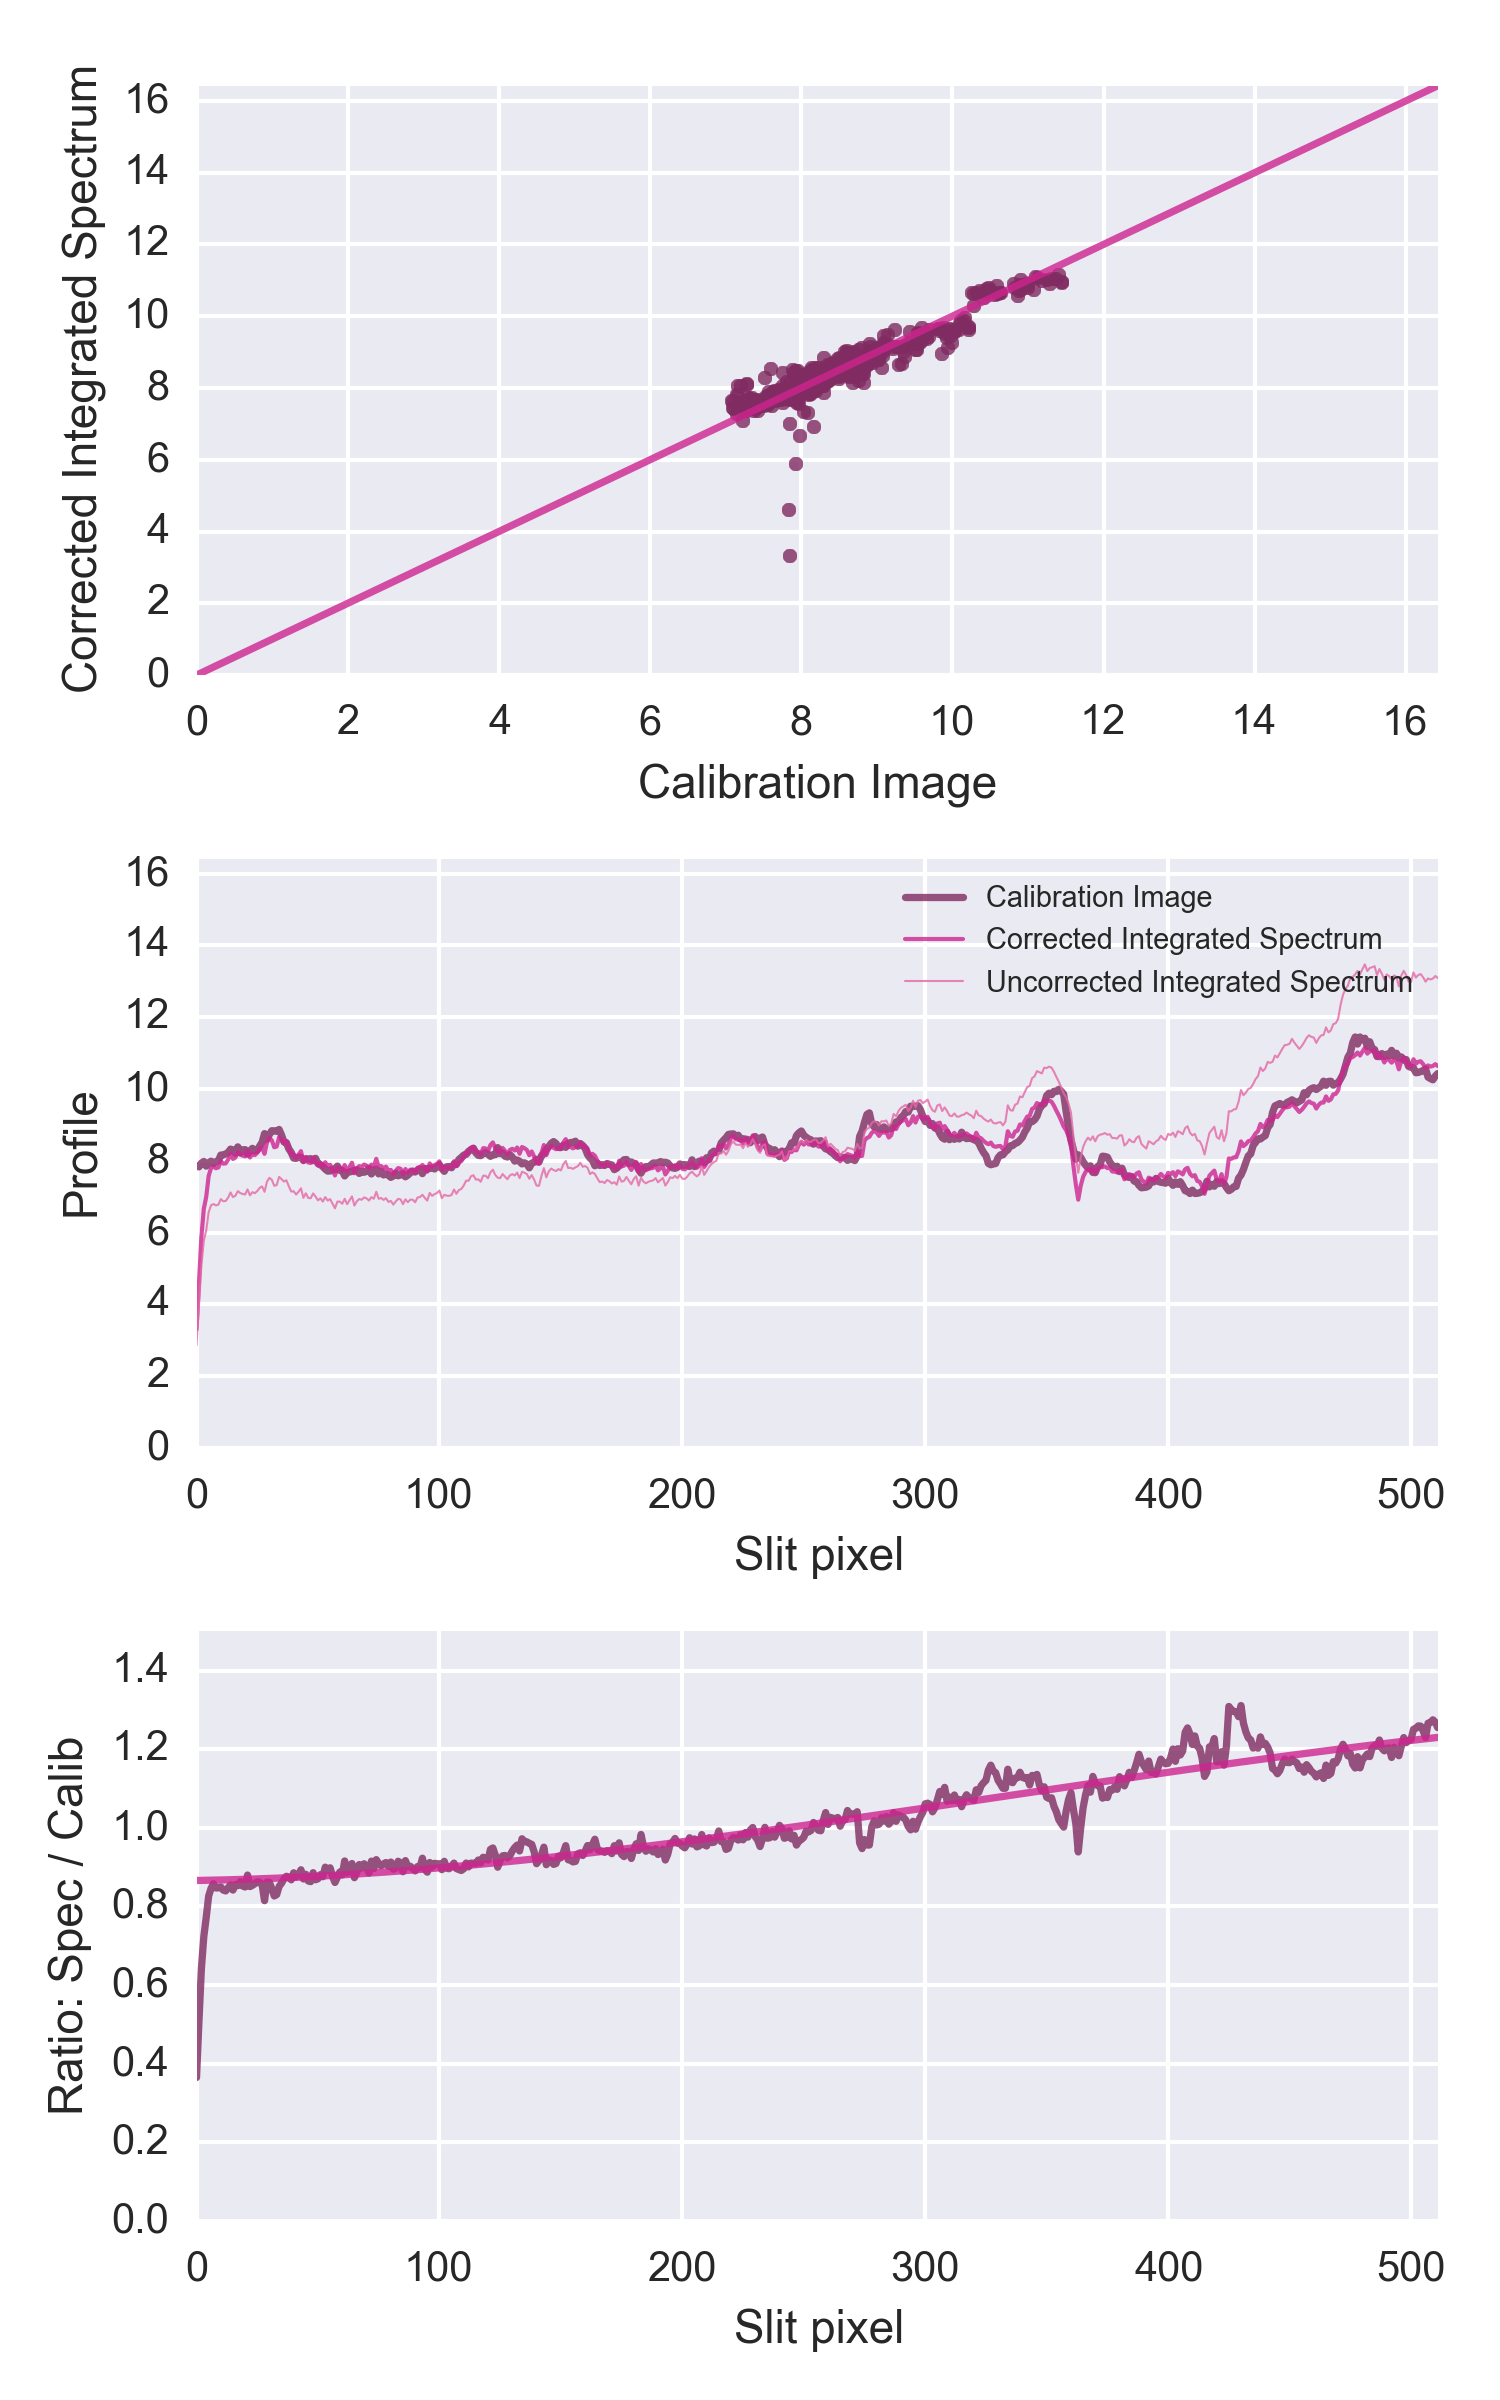 Corrected Integrated Spectrum
16
14
12
10
8
6
4
2
0
0 2 4 6 8 10 12 14 16
Calibration Image
Profile
16
14
12
10
8
6
4
2
0
Calibration Image
Corrected Integrated Spectrum
Uncorrected Integrated Spectrum
0 100 200 300 400 500
Slit pixel
Ratio: Spec / Calib
1.4
1.2
1.0
0.8
0.6
0.4
0.2
0.0
0 100 200 300 400 500
Slit pixel